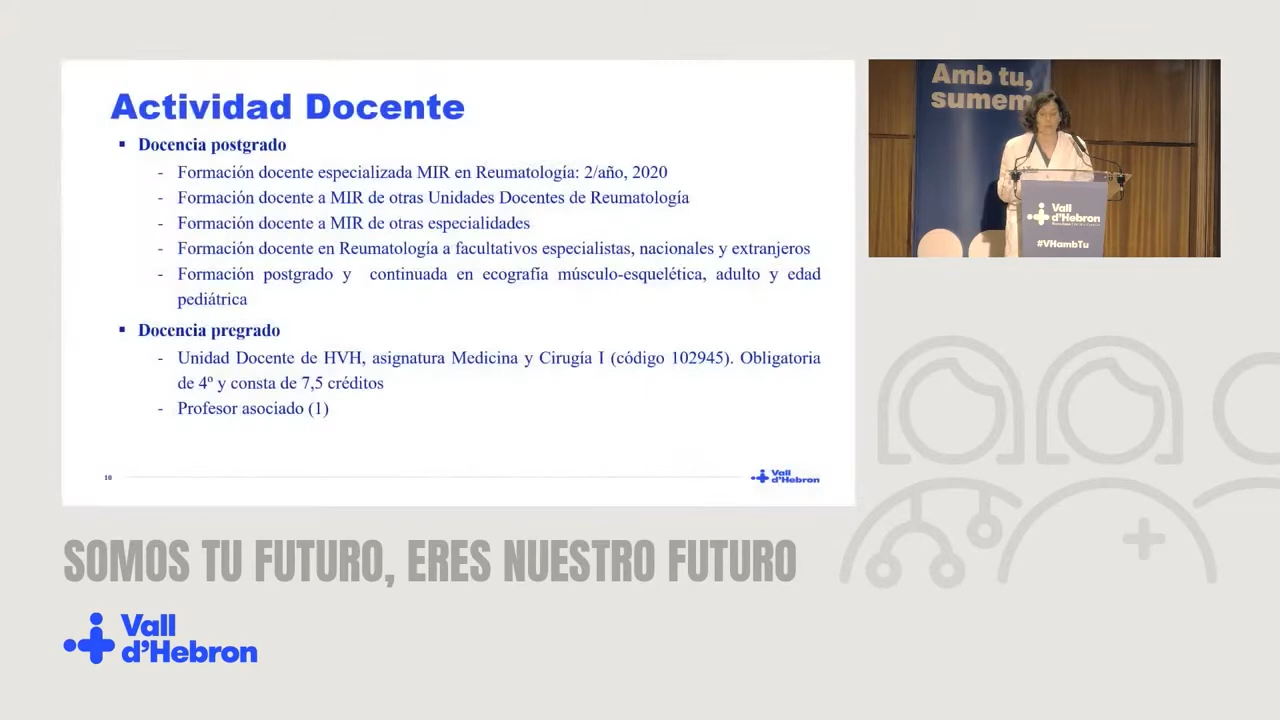 Actividad Docente
▪ Docencia postgrado
- Formación docente especializada MIR en Reumatología: 2/año, 2020
- Formación docente a MIR de otras Unidades Docentes de Reumatología
- Formación docente a MIR de otras especialidades
- Formación docente en Reumatología a facultativos especialistas, nacionales y extranjeros
- Formación postgrado y continuada en ecografía músculo-esquelética, adulto y edad
pediátrica
▪ Docencia pregrado
- Unidad Docente de HVH, asignatura Medicina y Cirugía I (código 102945). Obligatoria
de 4º y consta de 7,5 créditos
- Profesor asociado (1)
10
Vall
d'Hebron
Amb tu,
sumem
Vall
d'Hebron
#VHambTu
SOMOS TU FUTURO, ERES NUESTRO FUTURO
Vall
d'Hebron